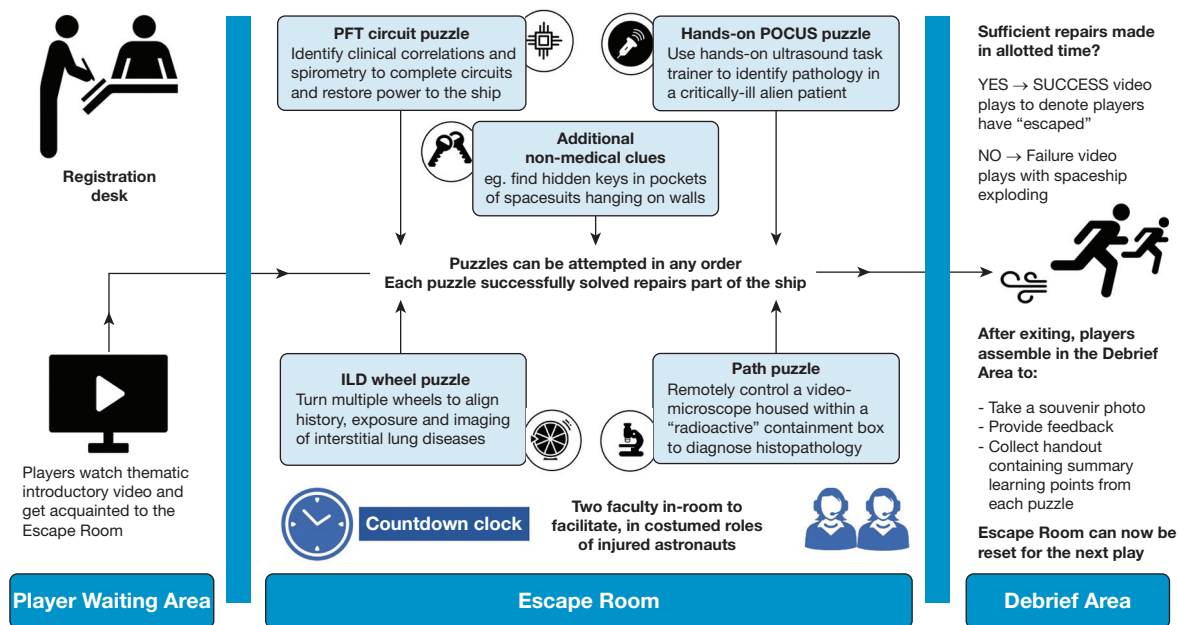 Registration
desk
Players watch thematic
introductory video and
get acquainted to the
Escape Room
Player Waiting Area
PFT circuit puzzle
Identify clinical correlations and
spirometry to complete circuits
and restore power to the ship
Hands-on POCUS puzzle
Use hands-on ultrasound task
trainer to identify pathology in
a critically-ill alien patient
Additional
non-medical clues
eg. find hidden keys in pockets
of spacesuits hanging on walls
Puzzles can be attempted in any order
Each puzzle successfully solved repairs part of the ship
ILD wheel puzzle
Turn multiple wheels to align
history, exposure and imaging
of interstitial lung diseases
Path puzzle
Remotely control a video-
microscope housed within a
“radioactive” containment box
to diagnose histopathology
Countdown clock
Two faculty in-room to
facilitate, in costumed roles
of injured astronauts
Escape Room
Sufficient repairs made
in allotted time?
YES → SUCCESS video
plays to denote players
have “escaped”
NO → Failure video
plays with spaceship
exploding
After exiting, players
assemble in the Debrief
Area to:
- Take a souvenir photo
- Provide feedback
- Collect handout
containing summary
learning points from
each puzzle
Escape Room can now be
reset for the next play
Debrief Area